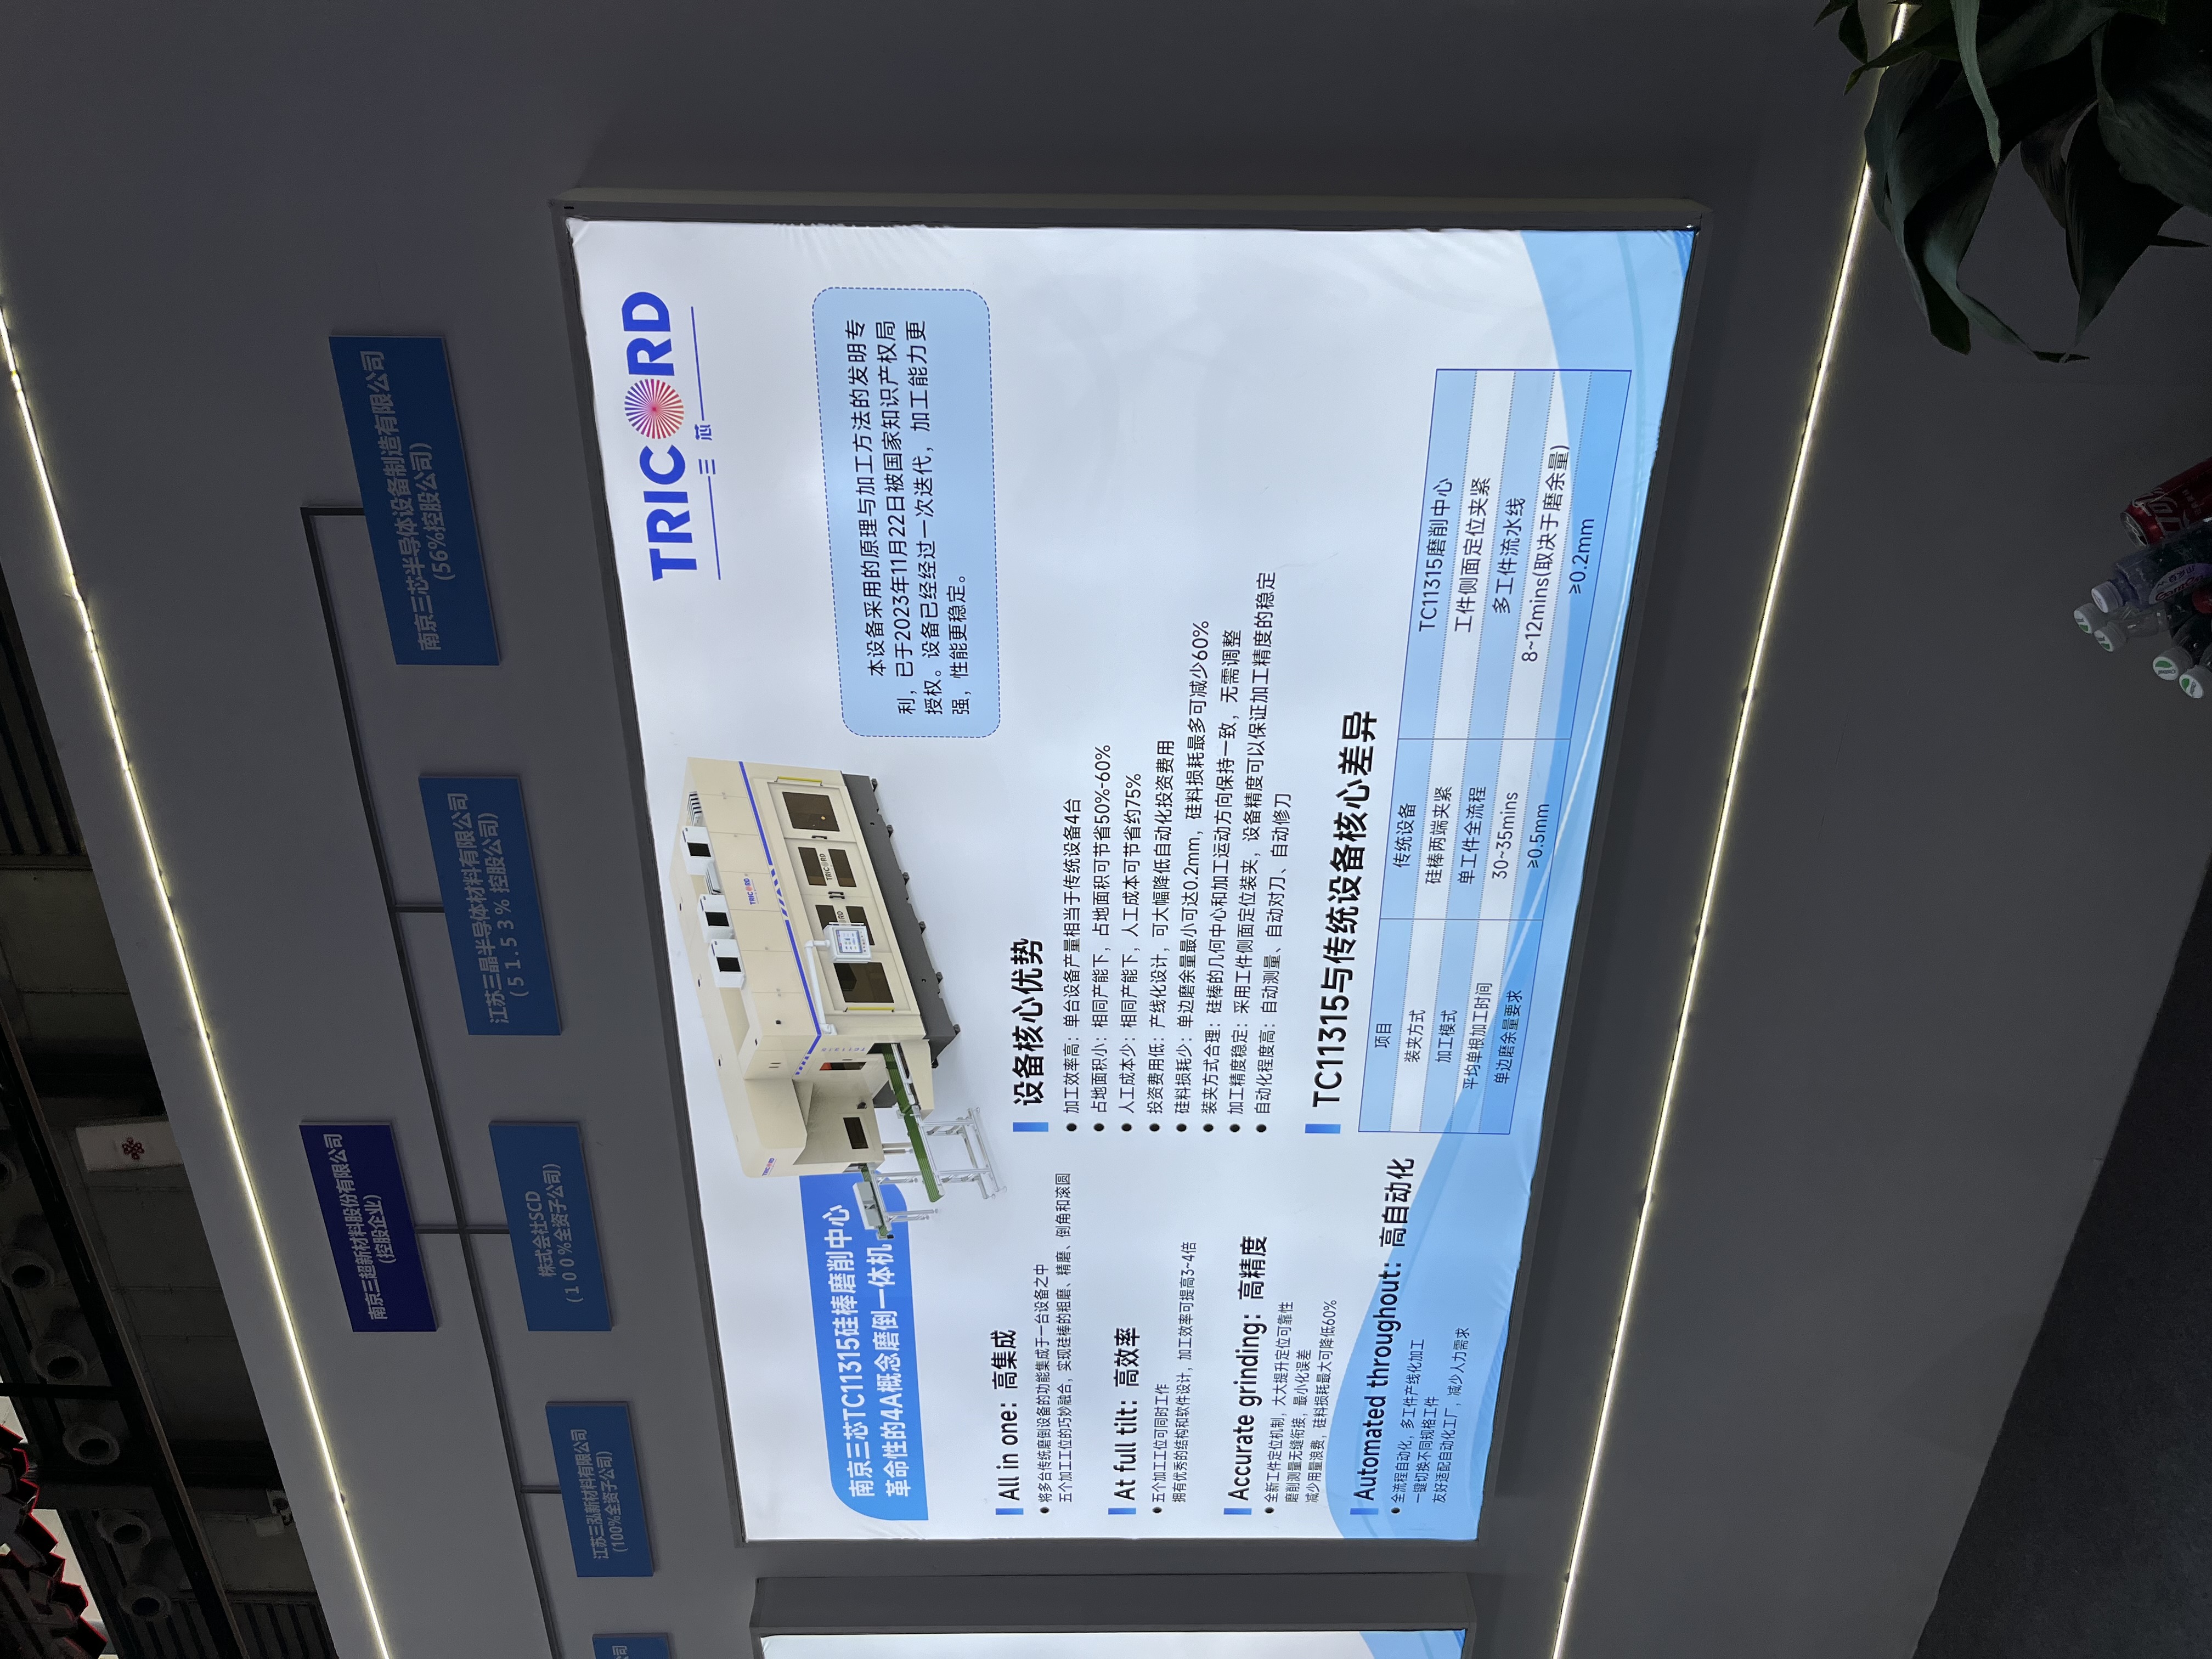 南京三超新材料股份有限公司
(控股企业)
公司
江苏三泓新材料有限公司
(100%全资子公司)
株式会社SCD
(100%全资子公司)
江苏三晶半导体材料有限公司
(51.53%控股公司)
南京三芯半导体设备制造有限公司
(56%控股公司)
TRICORD
三芯
TRICORD
TRICORD
TRICORD
南京三芯TC11315硅棒磨削中心
革命性的4A概念磨倒一体机
本设备采用的原理与加工方法的发明专
利，已于2023年11月22日被国家知识产权局
授权。设备已经经过一次迭代，加工能力更
强，性能更稳定。
All in one：高集成
将多台传统磨倒设备的功能集成于一台设备之中
五个加工工位的巧妙融合，实现硅棒的粗磨、精磨、倒角和滚圆
At full tilt：高效率
五个加工工位可同时工作
拥有优秀的结构和软件设计，加工效率可提高3~4倍
Accurate grinding：高精度
全新工件定位机制，大大提升定位可靠性
磨削测量无缝衔接，最小化误差
减少用量浪费，硅料损耗最大可降低60%
Automated throughout：高自动化
全流程自动化，多工件产线化加工
一键切换不同规格工件
友好适配自动化工厂，减少人力需求
设备核心优势
加工效率高：单台设备产量相当于传统设备4台
占地面积小：相同产能下，占地面积可节省50%-60%
人工成本少：相同产能下，人工成本可节省约75%
投资费用低：产线化设计，可大幅降低自动化投资费用
硅料损耗少：单边磨余量最小可达0.2mm，硅料损耗最多可减少60%
装夹方式合理：硅棒的几何中心和加工运动方向保持一致，无需调整
加工精度稳定：采用工件侧面定位装夹，设备精度可以保证加工精度的稳定
自动化程度高：自动测量、自动对刀、自动修刀
TC11315与传统设备核心差异
项目 传统设备 TC11315磨削中心
装夹方式 硅棒两端夹紧 工件侧面定位夹紧
加工模式 单工件全流程 多工件流水线
平均单根加工时间 30~35mins 8~12mins(取决于磨余量)
单边磨余量要求 ≥0.5mm ≥0.2mm